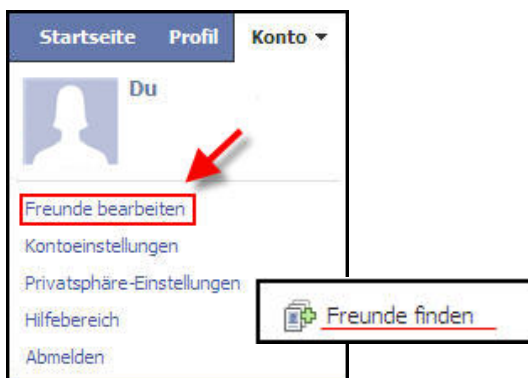 Startseite Profil Konto
Du
Freunde bearbeiten
Kontoeinstellungen
Privatsphäre-Einstellungen
Hilfebereich
Abmelden
Freunde finden